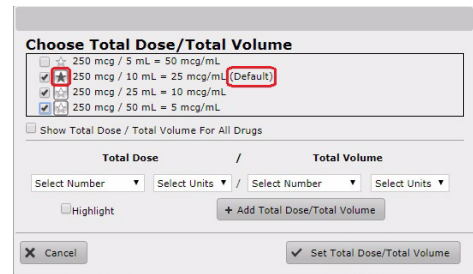 Choose Total Dose/Total Volume
250 mcg / 5 mL = 50 mcg/mL
250 mcg / 10 mL = 25 mcg/mL (Default)
250 mcg / 25 mL = 10 mcg/mL
250 mcg / 50 mL = 5 mcg/mL
Show Total Dose / Total Volume For All Drugs
Total Dose / Total Volume
Select Number Select Units / Select Number Select Units
Highlight + Add Total Dose/Total Volume
X Cancel ✓ Set Total Dose/Total Volume